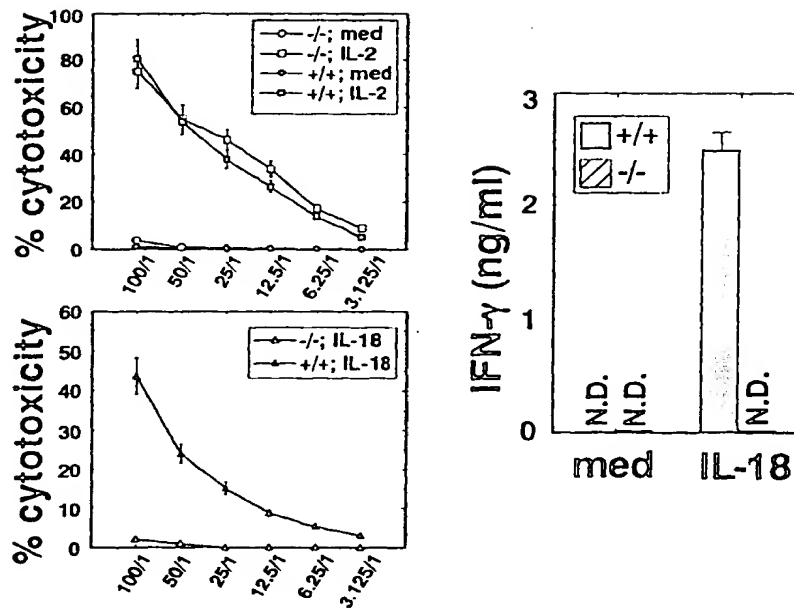 % cytotoxicity
100
80
60
40
20
0
-/-; med
-/-; IL-2
+/+; med
+/+; IL-2
100/1
50/1
25/1
12.5/1
6.25/1
3.125/1
% cytotoxicity
60
50
40
30
20
10
0
-/-; IL-18
+/+; IL-18
100/1
50/1
25/1
12.5/1
6.25/1
3.125/1
IFN-γ (ng/ml)
3
2
1
0
+/+
-/-
N.D.
N.D.
N.D.
med
IL-18